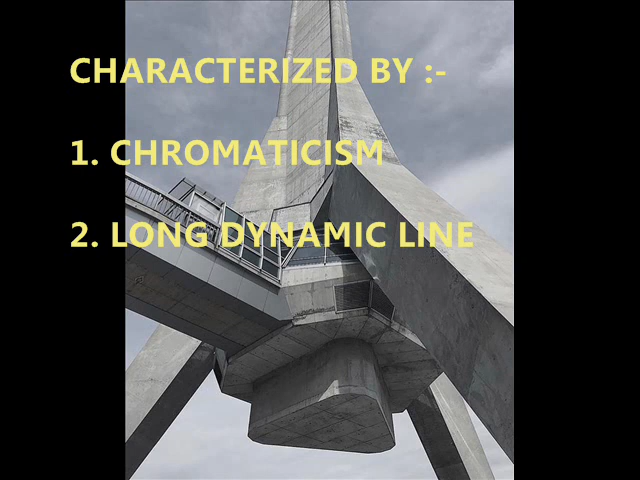 CHARACTERIZED BY :-
1. CHROMATICISM
2. LONG DYNAMIC LINE